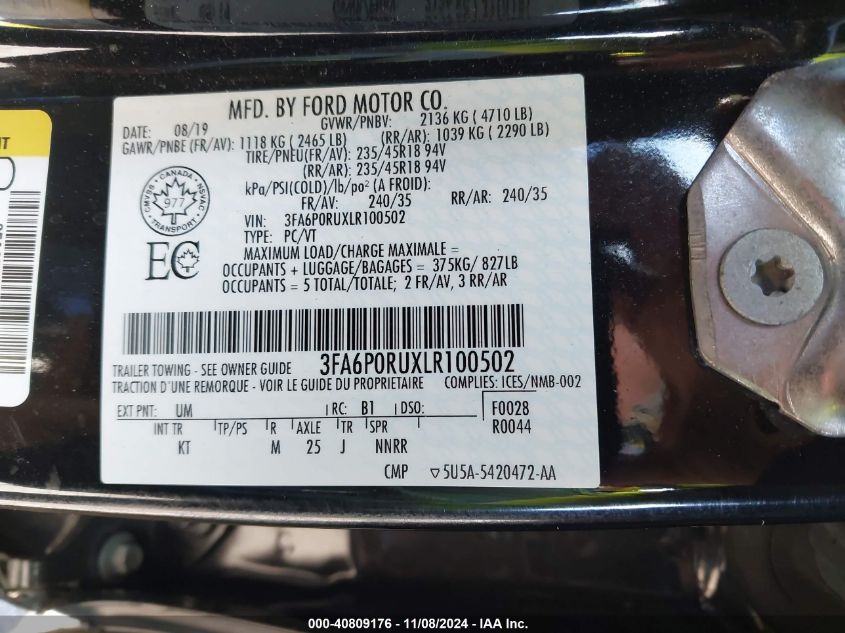 MFD. BY FORD MOTOR CO.
DATE: 08/19 GVWR/PNBV: 2136 KG ( 4710 LB)
GAWR/PNBE (FR/AV): 1118 KG ( 2465 LB) (RR/AR): 1039 KG ( 2290 LB)
TIRE/PNEU(FR/AV): 235/45R18 94V
(RR/AR): 235/45R18 94V
kPa/PSI(COLD)/lb/po² (A FROID):
FR/AV: 240/35 RR/AR: 240/35
VIN: 3FA6P0RUXLR100502
TYPE: PC/VT
MAXIMUM LOAD/CHARGE MAXIMALE =
OCCUPANTS + LUGGAGE/BAGAGES = 375KG/ 827LB
OCCUPANTS = 5 TOTAL/TOTALE; 2 FR/AV, 3 RR/AR
CANADA
NSVAC
977
TRANSPORT
EC
3FA6P0RUXLR100502
TRAILER TOWING - SEE OWNER GUIDE
TRACTION D'UNE REMORQUE - VOIR LE GUIDE DU PROPRIETAIRE COMPLIES: ICES/NMB-002
EXT PNT: UM RC: B1 DSO: F0028
INT TR TP/PS R AXLE TR SPR R0044
KT M 25 J NNRR
CMP ▽5U5A-5420472-AA
NT
000-40809176 - 11/08/2024 - IAA Inc.